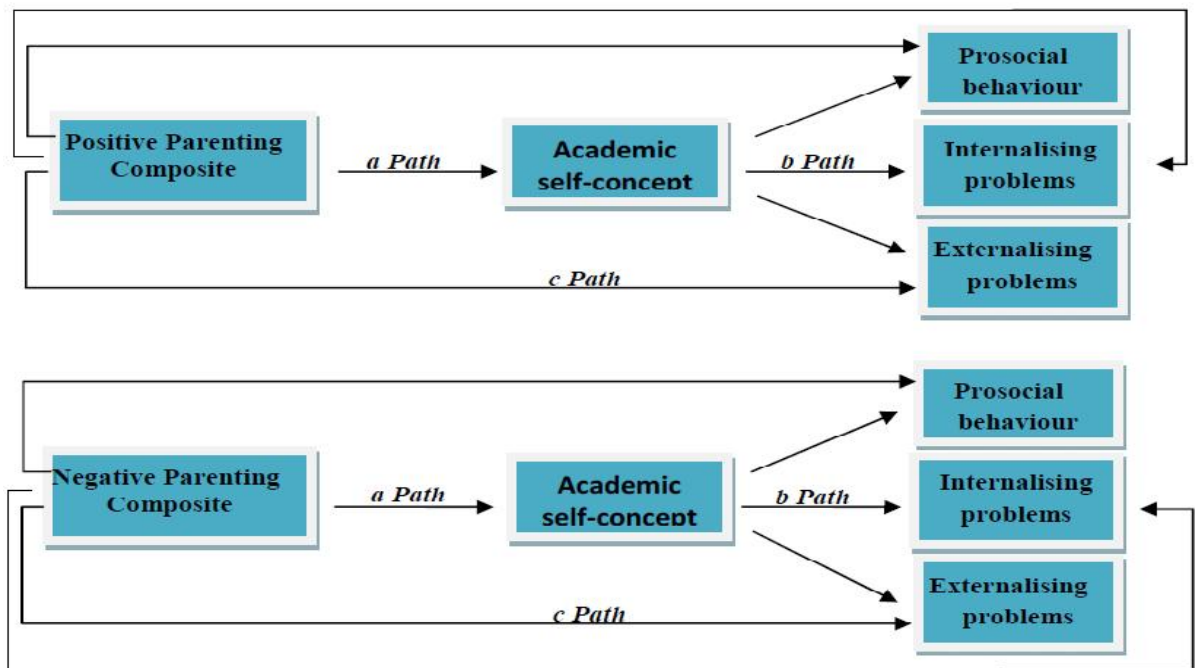 Prosocial
behaviour
Positive Parenting
Composite
a Path
Academic
self-concept
b Path
Internalising
problems
Externalising
problems
c Path
Prosocial
behaviour
Negative Parenting
Composite
a Path
Academic
self-concept
b Path
Internalising
problems
Externalising
problems
c Path